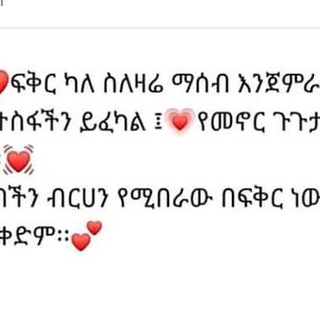 ❤️ፍቅር ካለ ስለዛሬ ማሰብ እንጀምራ
ተስፋችን ይፈካል ፤💗የመኖር ጉጉታ
💓
ችን ብርሀን የሚበራው በፍቅር ነው
ቀድም።💕